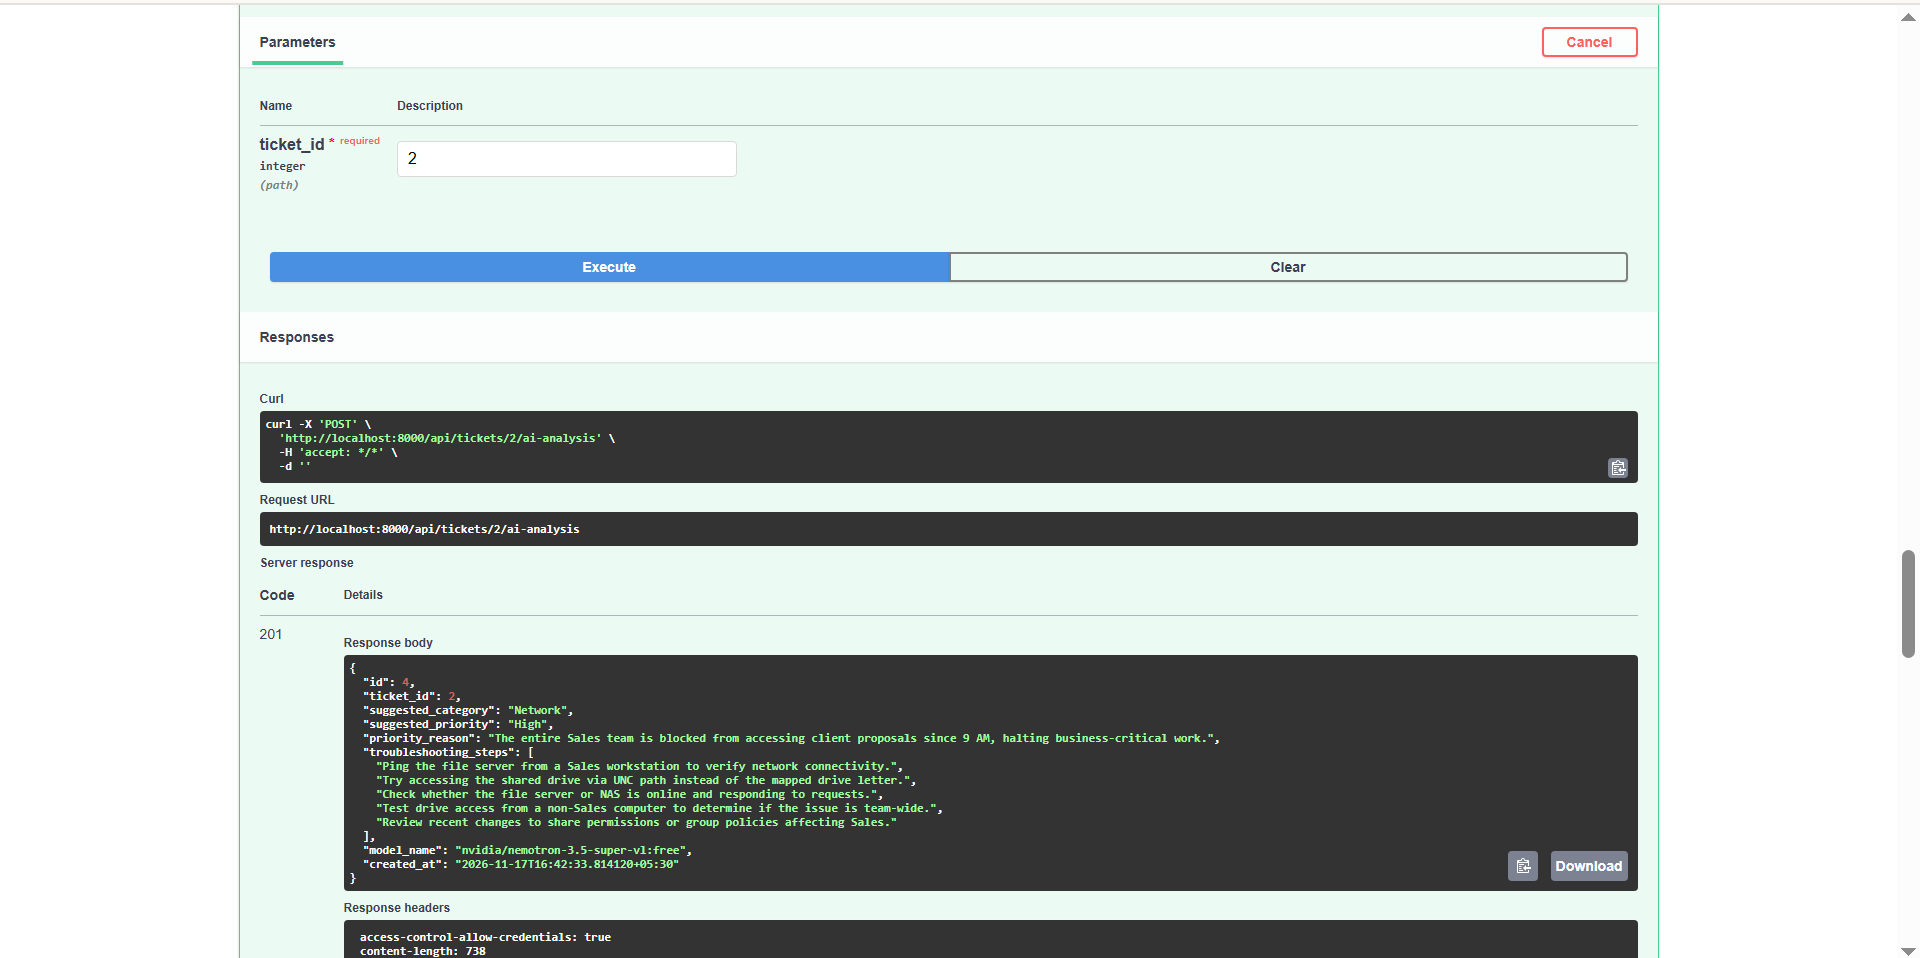 Parameters
Cancel
Name Description
ticket_id * required
integer
(path)
2
Execute Clear
Responses
Curl
curl -X 'POST' \
  'http://localhost:8000/api/tickets/2/ai-analysis' \
  -H 'accept: */*' \
  -d ''
Request URL
http://localhost:8000/api/tickets/2/ai-analysis
Server response
Code Details
201
Response body
{
  "id": 4,
  "ticket_id": 2,
  "suggested_category": "Network",
  "suggested_priority": "High",
  "priority_reason": "The entire Sales team is blocked from accessing client proposals since 9 AM, halting business-critical work.",
  "troubleshooting_steps": [
    "Ping the file server from a Sales workstation to verify network connectivity.",
    "Try accessing the shared drive via UNC path instead of the mapped drive letter.",
    "Check whether the file server or NAS is online and responding to requests.",
    "Test drive access from a non-Sales computer to determine if the issue is team-wide.",
    "Review recent changes to share permissions or group policies affecting Sales."
  ],
  "model_name": "nvidia/nemotron-3.5-super-vl:free",
  "created_at": "2026-11-17T16:42:33.814120+05:30"
}
Download
Response headers
access-control-allow-credentials: true
content-length: 738